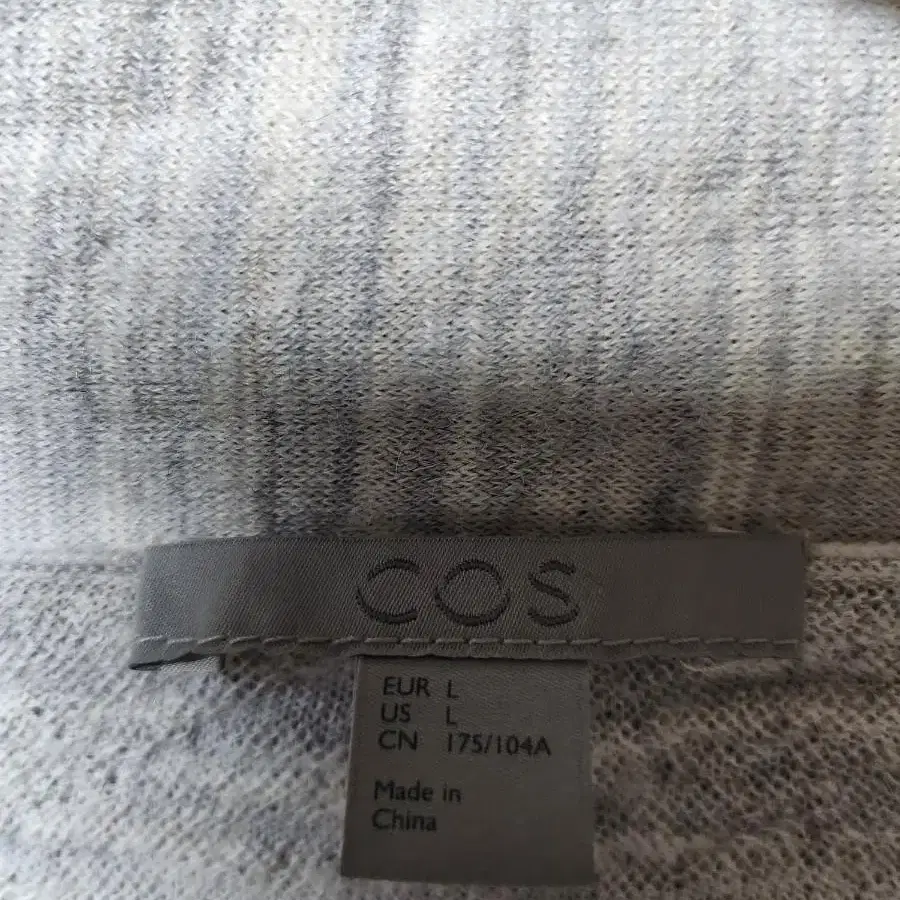 COS
EUR L
US L
CN 175/104A
Made in
China